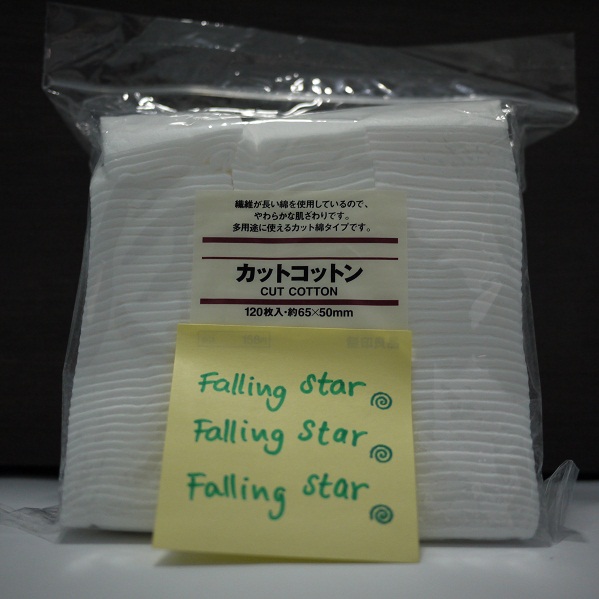 繊維が長い綿を使用しているので、
やわらかな肌ざわりです。
多用途に使えるカット綿タイプです。
カットコットン
CUT COTTON
120枚入・約65×50mm
Falling Star
Falling Star
Falling Star